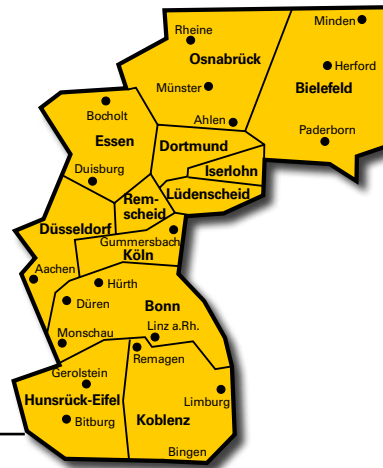 Minden
Rheine
Osnabrück
Herford
Münster
Bielefeld
Bocholt
Ahlen
Essen
Dortmund
Paderborn
Iserlohn
Duisburg
Rem-
scheid
Lüdenscheid
Düsseldorf
Gummersbach
Köln
Aachen
Hürth
Düren
Bonn
Linz a.Rh.
Monschau
Remagen
Gerolstein
Hunsrück-Eifel
Limburg
Bitburg
Koblenz
Bingen